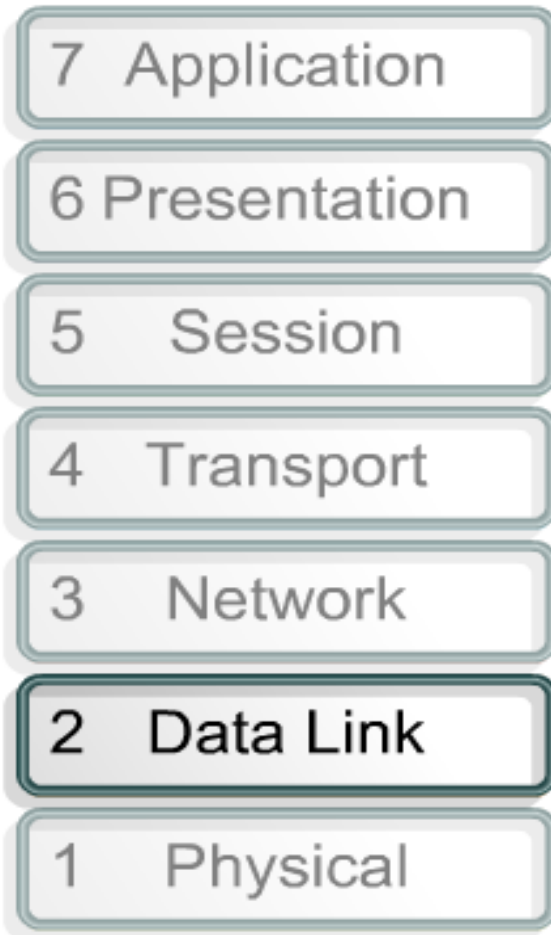 7 Application
6 Presentation
5 Session
4 Transport
3 Network
2 Data Link
1 Physical